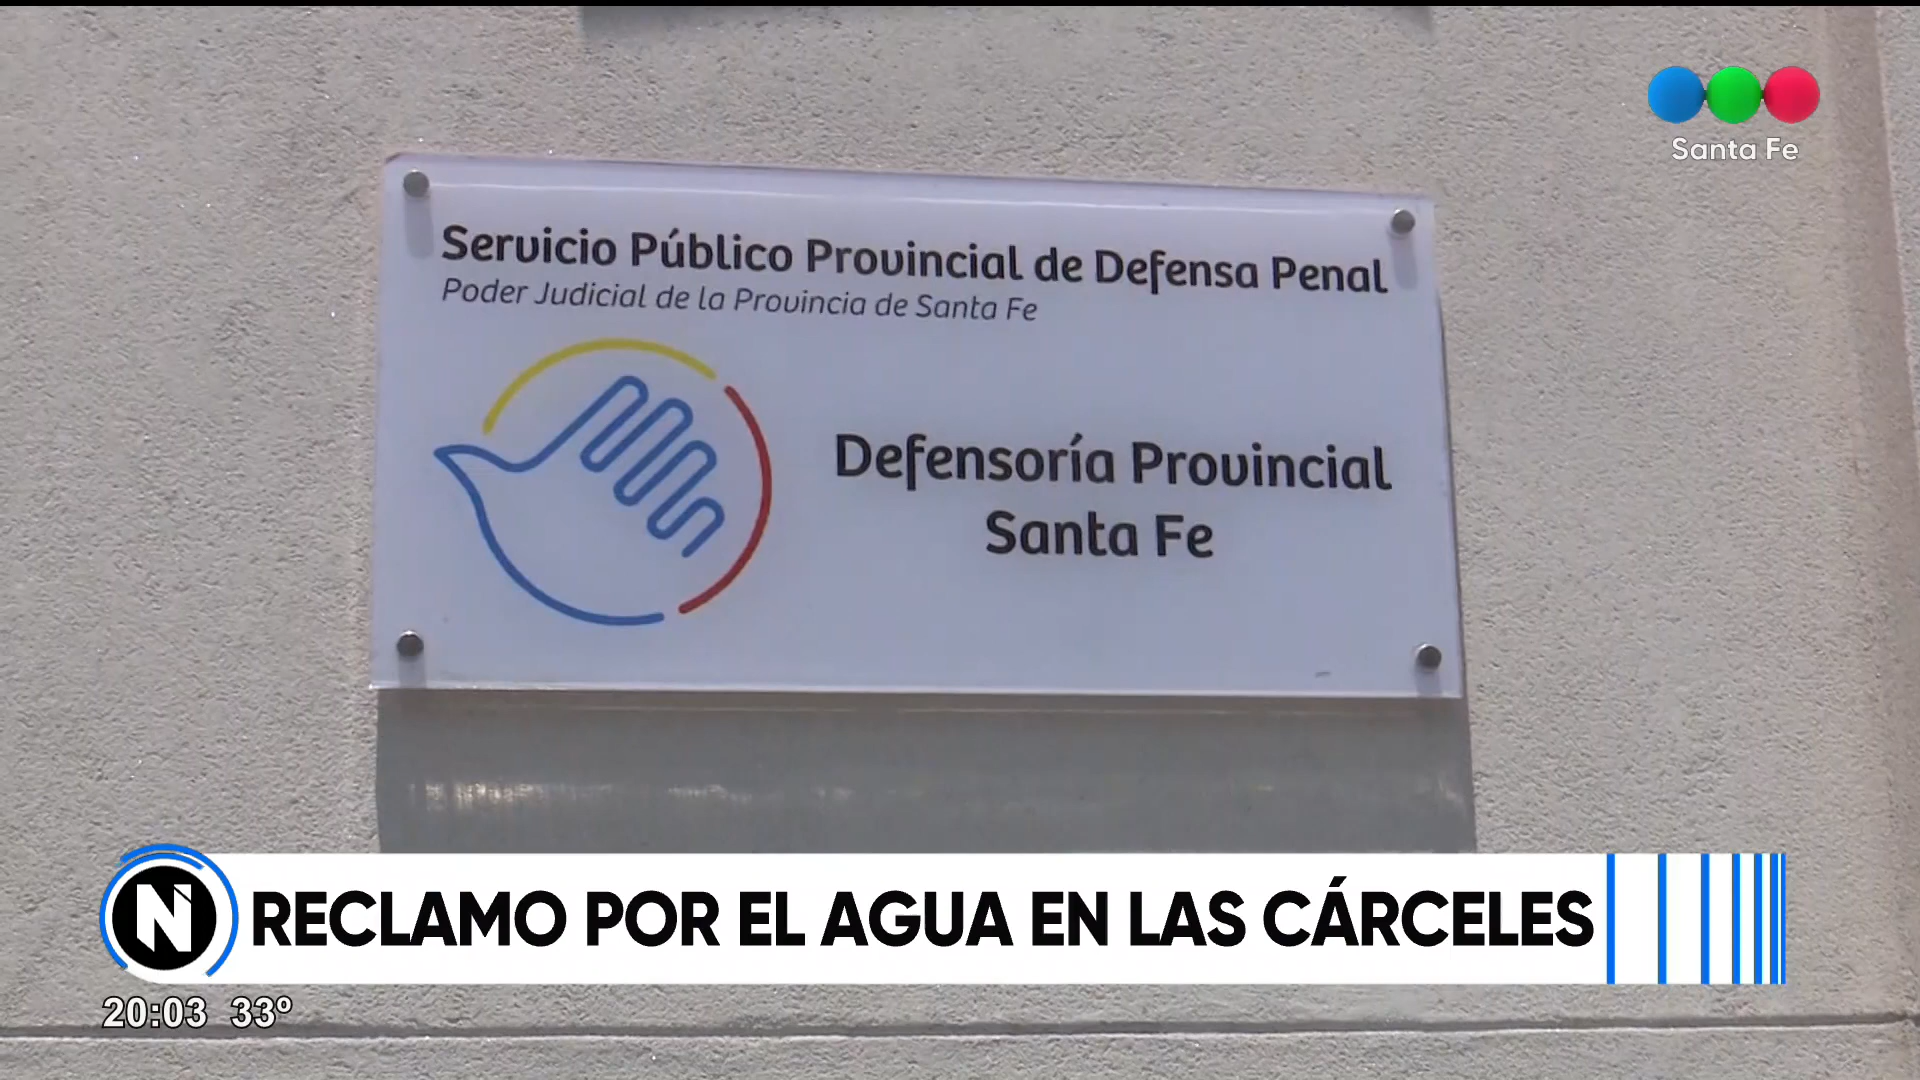 Santa Fe
Servicio Público Provincial de Defensa Penal
Poder Judicial de la Provincia de Santa Fe
Defensoría Provincial
Santa Fe
N RECLAMO POR EL AGUA EN LAS CÁRCELES
20:03 33º